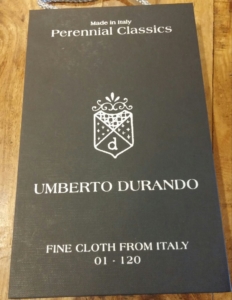 Made in Italy
Perennial Classics
d
UMBERTO DURANDO
FINE CLOTH FROM ITALY
01 - 120